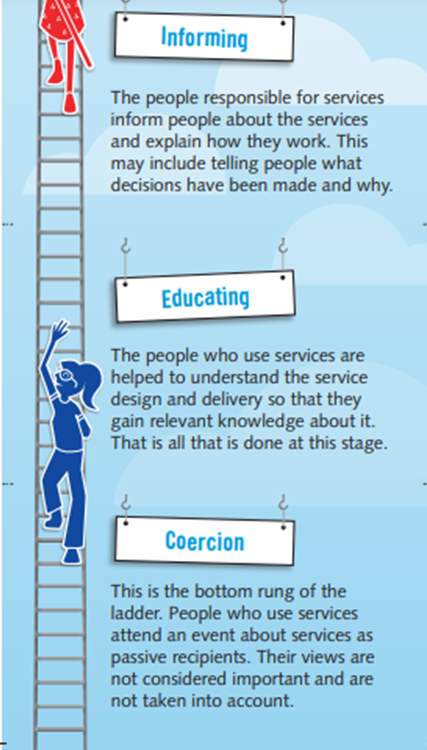 Informing
The people responsible for services
inform people about the services
and explain how they work. This
may include telling people what
decisions have been made and why.
Educating
The people who use services are
helped to understand the service
design and delivery so that they
gain relevant knowledge about it.
That is all that is done at this stage.
Coercion
This is the bottom rung of the
ladder. People who use services
attend an event about services as
passive recipients. Their views are
not considered important and are
not taken into account.